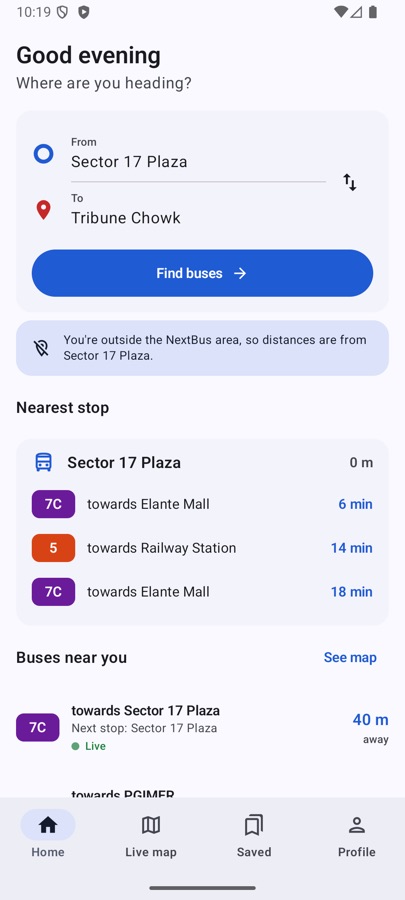 10:19
Good evening
Where are you heading?
From
Sector 17 Plaza
To
Tribune Chowk
Find buses
You're outside the NextBus area, so distances are from
Sector 17 Plaza.
Nearest stop
Sector 17 Plaza 0 m
7C towards Elante Mall 6 min
5 towards Railway Station 14 min
7C towards Elante Mall 18 min
Buses near you See map
towards Sector 17 Plaza
7C Next stop: Sector 17 Plaza 40 m
Live away
towards PGIMER
Home Live map Saved Profile